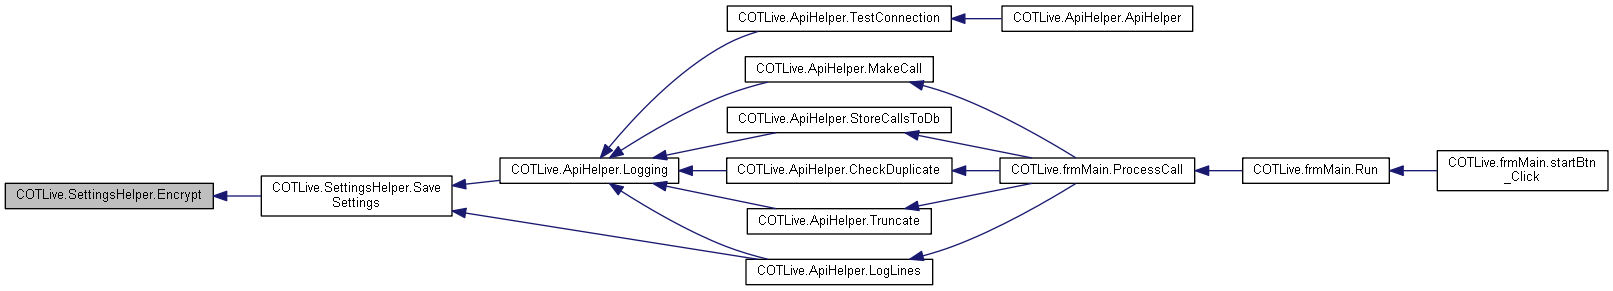 COTLive.ApiHelper.TestConnection
COTLive.ApiHelper.ApiHelper
COTLive.ApiHelper.MakeCall
COTLive.ApiHelper.StoreCallsToDb
COTLive.ApiHelper.Logging
COTLive.ApiHelper.CheckDuplicate
COTLive.frmMain.ProcessCall
COTLive.frmMain.Run
COTLive.frmMain.startBtn
_Click
COTLive.SettingsHelper.Encrypt
COTLive.SettingsHelper.Save
Settings
COTLive.ApiHelper.Truncate
COTLive.ApiHelper.LogLines